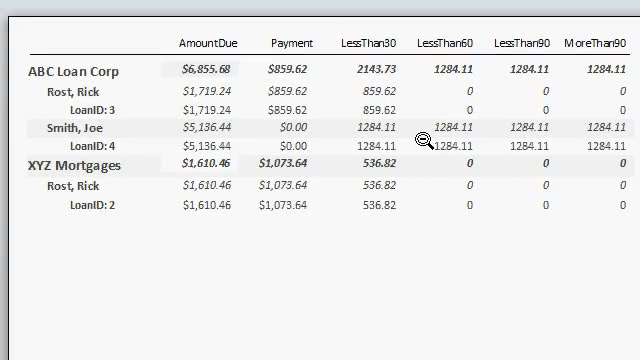 AmountDue Payment LessThan30 LessThan60 LessThan90 MoreThan90
ABC Loan Corp $6,855.68 $859.62 2143.73 1284.11 1284.11 1284.11
Rost, Rick $1,719.24 $859.62 859.62 0 0 0
LoanID: 3 $1,719.24 $859.62 859.62 0 0 0
Smith, Joe $5,136.44 $0.00 1284.11 1284.11 1284.11 1284.11
LoanID: 4 $5,136.44 $0.00 1284.11 1284.11 1284.11 1284.11
XYZ Mortgages $1,610.46 $1,073.64 536.82 0 0 0
Rost, Rick $1,610.46 $1,073.64 536.82 0 0 0
LoanID: 2 $1,610.46 $1,073.64 536.82 0 0 0